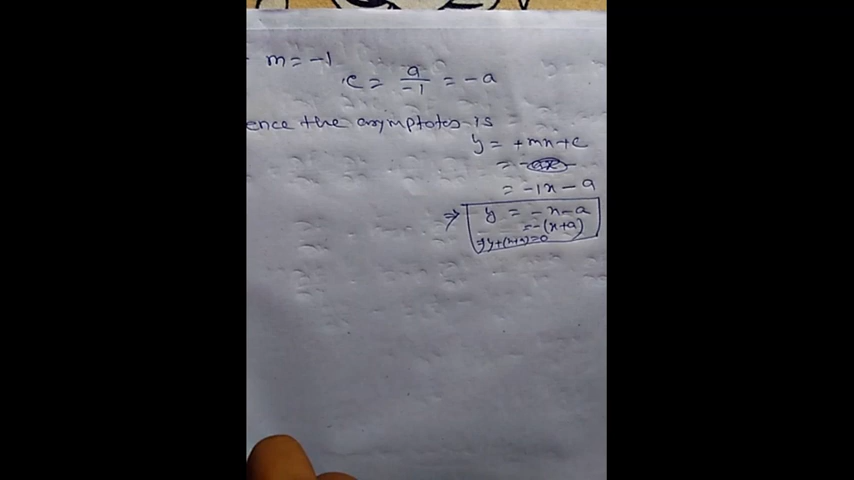 m = -1
c = a/-1 = -a
ence the asymptotes is
y = +mx+c
= -1x - a
⇒ y = -x-a
= -(x+a)
⇒ y+(x+a)=0